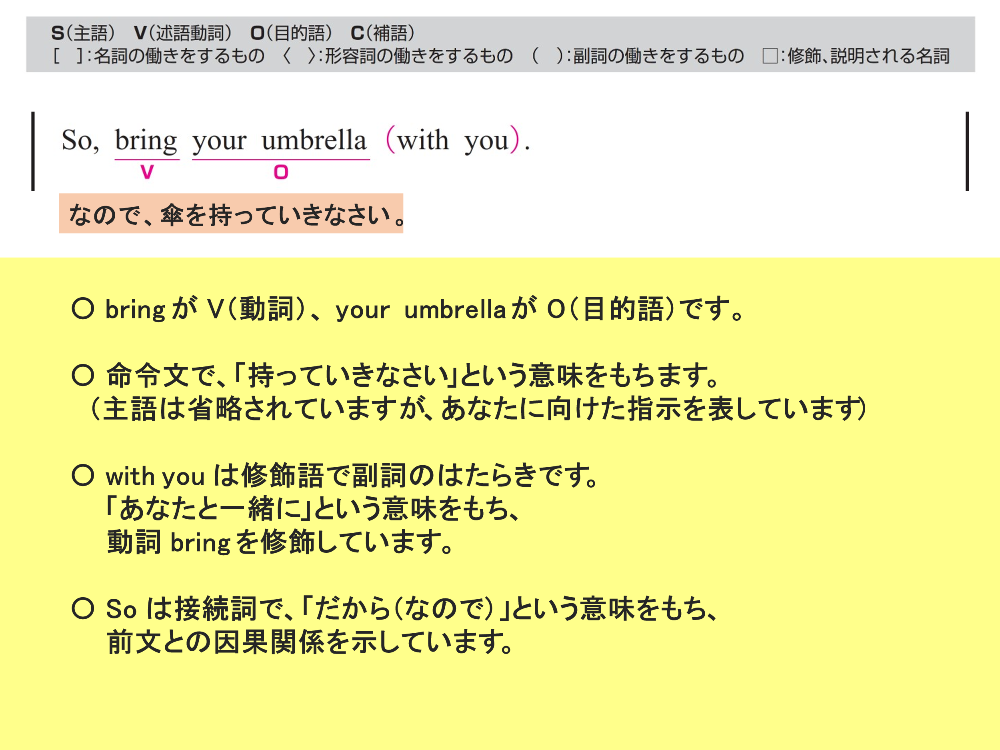 S（主語） V（述語動詞） O（目的語） C（補語）
[ ]：名詞の働きをするもの 〈 〉：形容詞の働きをするもの （ ）：副詞の働きをするもの □：修飾、説明される名詞
So, bring your umbrella (with you).
V O
なので、傘を持っていきなさい。
〇 bring が V（動詞）、your umbrella が O（目的語）です。
〇 命令文で、「持っていきなさい」という意味をもちます。
（主語は省略されていますが、あなたに向けた指示を表しています）
〇 with you は修飾語で副詞のはたらきです。
「あなたと一緒に」という意味をもち、
動詞 bring を修飾しています。
〇 So は接続詞で、「だから（なので）」という意味をもち、
前文との因果関係を示しています。